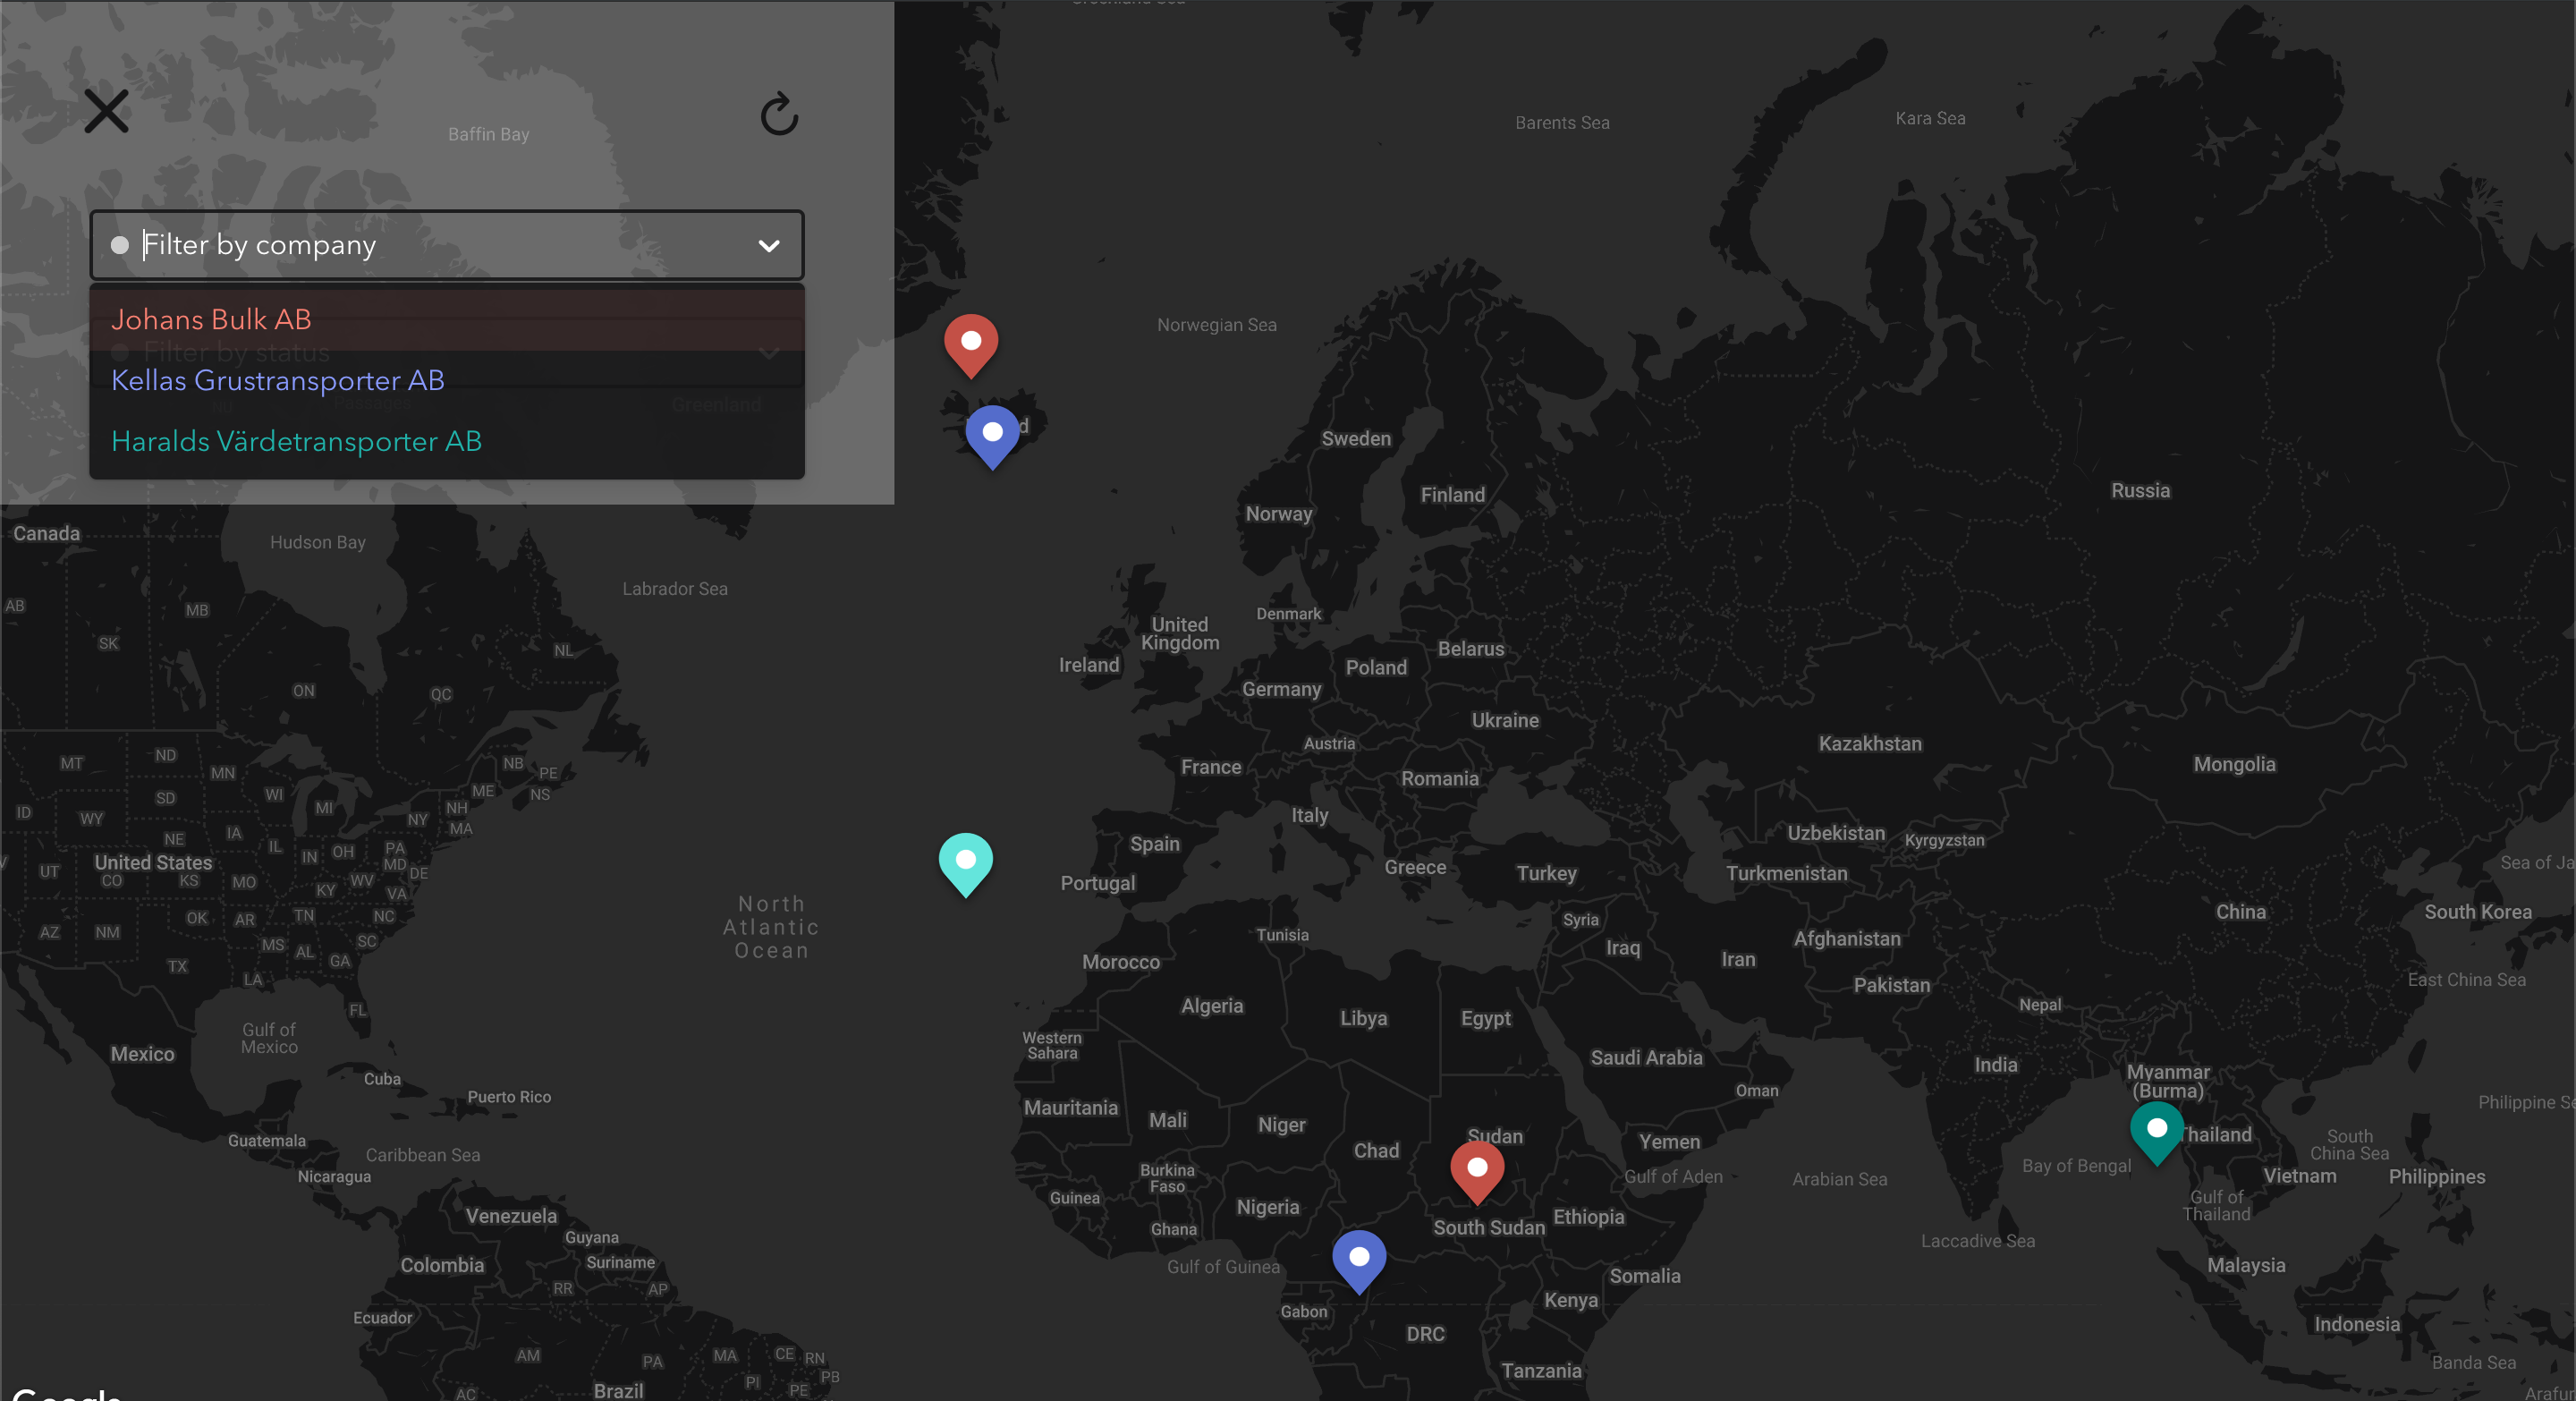 Greenland Sea
Baffin Bay
Barents Sea
Kara Sea
Filter by company
Johans Bulk AB
Filter by status
Kellas Grustransporter AB
NU
Passages
Greenland
Haralds Värdetransporter AB
Norwegian Sea
Sweden
Finland
Norway
Russia
Canada
Hudson Bay
Labrador Sea
AB
MB
SK
NL
ON
QC
Denmark
United
Kingdom
Ireland
Belarus
Poland
Germany
Ukraine
Austria
France
Romania
Italy
Kazakhstan
Mongolia
MT
ND
MN
NB
PE
ID
WY
SD
WI
MI
ME
NS
NH
NY
MA
NE
IA
IL
IN
OH
PA
MD
DE
United States
UT
CO
KS
MO
KY
WV
VA
Spain
Portugal
Greece
Turkey
Uzbekistan
Kyrgyzstan
Turkmenistan
Sea of Ja
AZ
NM
OK
AR
TN
NC
MS
AL
SC
GA
TX
LA
FL
North
Atlantic
Ocean
Tunisia
Syria
Iraq
Iran
Afghanistan
China
South Korea
Morocco
Pakistan
East China Sea
Algeria
Libya
Egypt
Nepal
Gulf of
Mexico
Mexico
Western
Sahara
Saudi Arabia
India
Myanmar
(Burma)
Cuba
Puerto Rico
Oman
Philippine Se
Mauritania
Mali
Niger
Chad
Sudan
Yemen
Thailand
South
China Sea
Guatemala
Caribbean Sea
Nicaragua
Burkina
Faso
Guinea
Gulf of Aden
Arabian Sea
Bay of Bengal
Vietnam
Philippines
Venezuela
Ghana
Nigeria
South Sudan
Ethiopia
Gulf of
Thailand
Guyana
Colombia
Suriname
Gulf of Guinea
Laccadive Sea
Malaysia
RR
AP
Somalia
Ecuador
Gabon
Kenya
DRC
Indonesia
AM
PA
MA
CE
RN
PB
PI
PE
Tanzania
Banda Sea
AC
Brazil
Arafur
Google